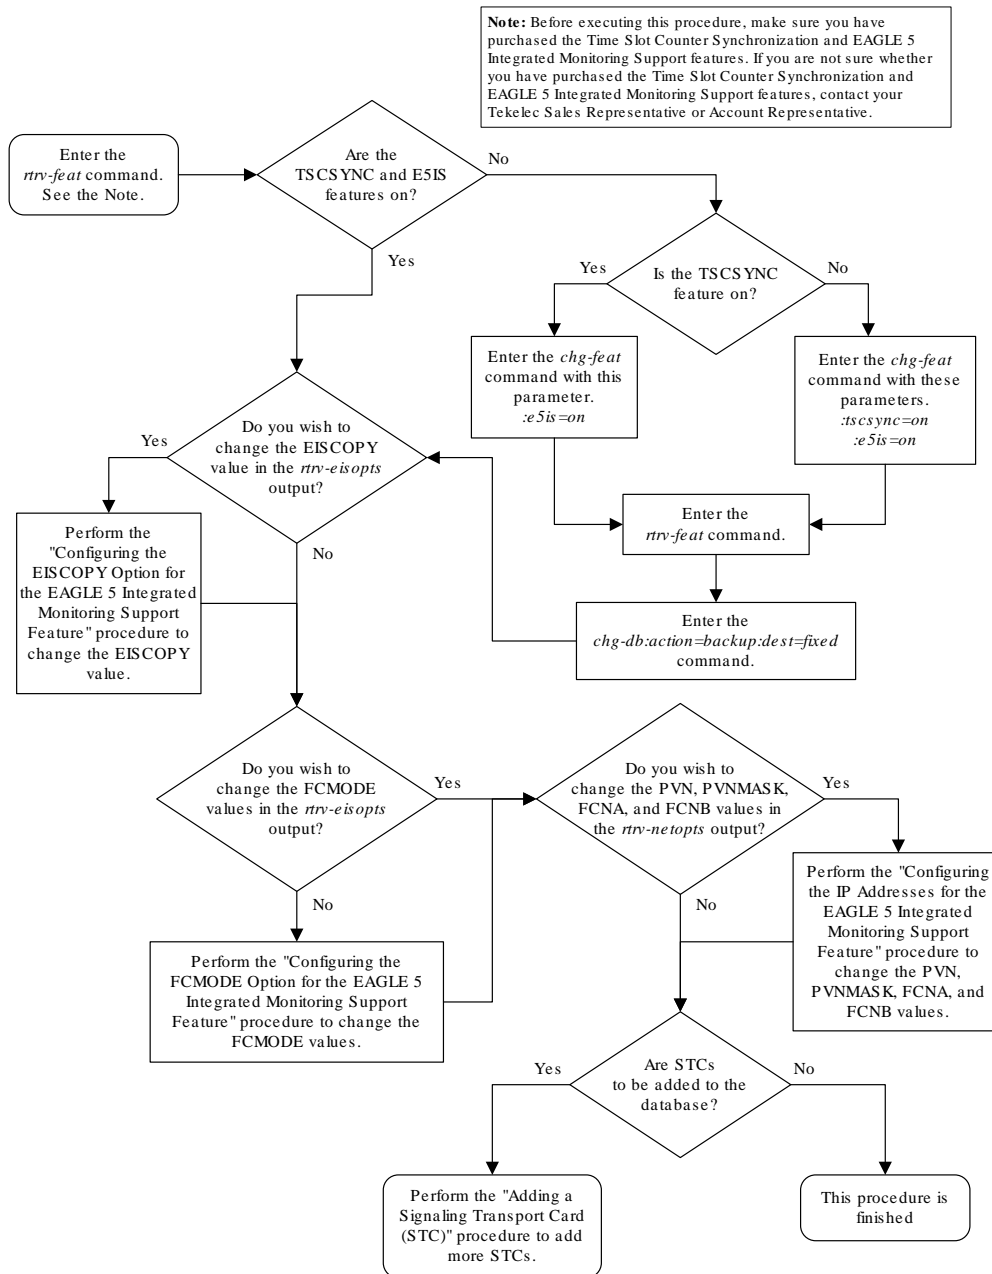 Note: Before executing this procedure, make sure you have
purchased the Time Slot Counter Synchronization and EAGLE 5
Integrated Monitoring Support features. If you are not sure whether
you have purchased the Time Slot Counter Synchronization and
EAGLE 5 Integrated Monitoring Support features, contact your
Tekelec Sales Representative or Account Representative.
Enter the
rtrv-feat command.
See the Note.
Are the
TSCSYNC and E5IS
features on?
No
Yes
Is the TSCSYNC
feature on?
Yes
No
Enter the chg-feat
command with this
parameter.
:e5is=on
Enter the chg-feat
command with these
parameters.
:tscsync=on
:e5is=on
Enter the
rtrv-feat command.
Enter the
chg-db:action=backup:dest=fixed
command.
Do you wish to
change the EISCOPY
value in the rtrv-eisopts
output?
Yes
No
Perform the
"Configuring the
EISCOPY Option for
the EAGLE 5 Integrated
Monitoring Support
Feature" procedure to
change the EISCOPY
value.
Do you wish to
change the FCMODE
values in the rtrv-eisopts
output?
Yes
No
Perform the "Configuring the
FCMODE Option for the EAGLE 5
Integrated Monitoring Support
Feature" procedure to change the
FCMODE values.
Do you wish to
change the PVN, PVNMASK,
FCNA, and FCNB values in
the rtrv-netopts output?
Yes
No
Perform the "Configuring
the IP Addresses for the
EAGLE 5 Integrated
Monitoring Support
Feature" procedure to
change the PVN,
PVNMASK, FCNA, and
FCNB values.
Are STCs
to be added to the
database?
Yes
No
Perform the "Adding a
Signaling Transport Card
(STC)" procedure to add
more STCs.
This procedure is
finished